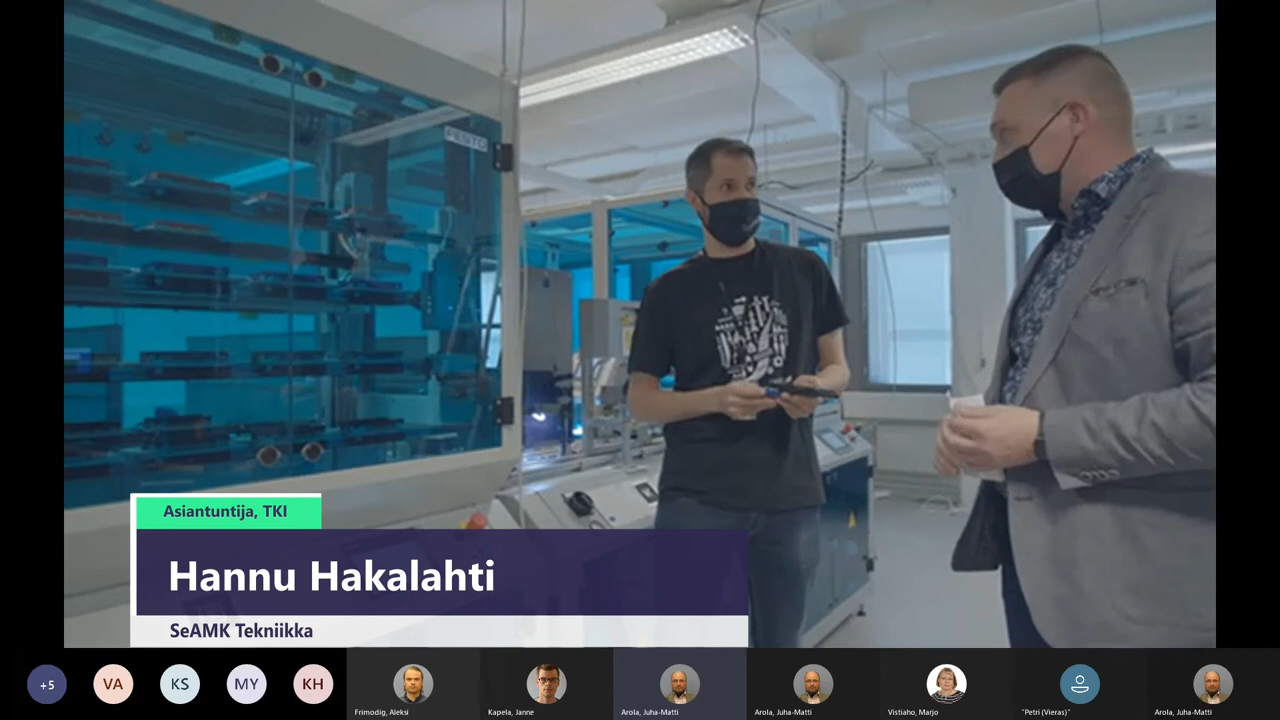 FESTO
Asiantuntija, TKI
Hannu Hakalahti
SeAMK Tekniikka
+5
VA
KS
MY
KH
Frimodig, Aleksi
Kapela, Janne
Arola, Juha-Matti
Arola, Juha-Matti
Vistiaho, Marjo
"Petri (Vieras)"
Arola, Juha-Matti